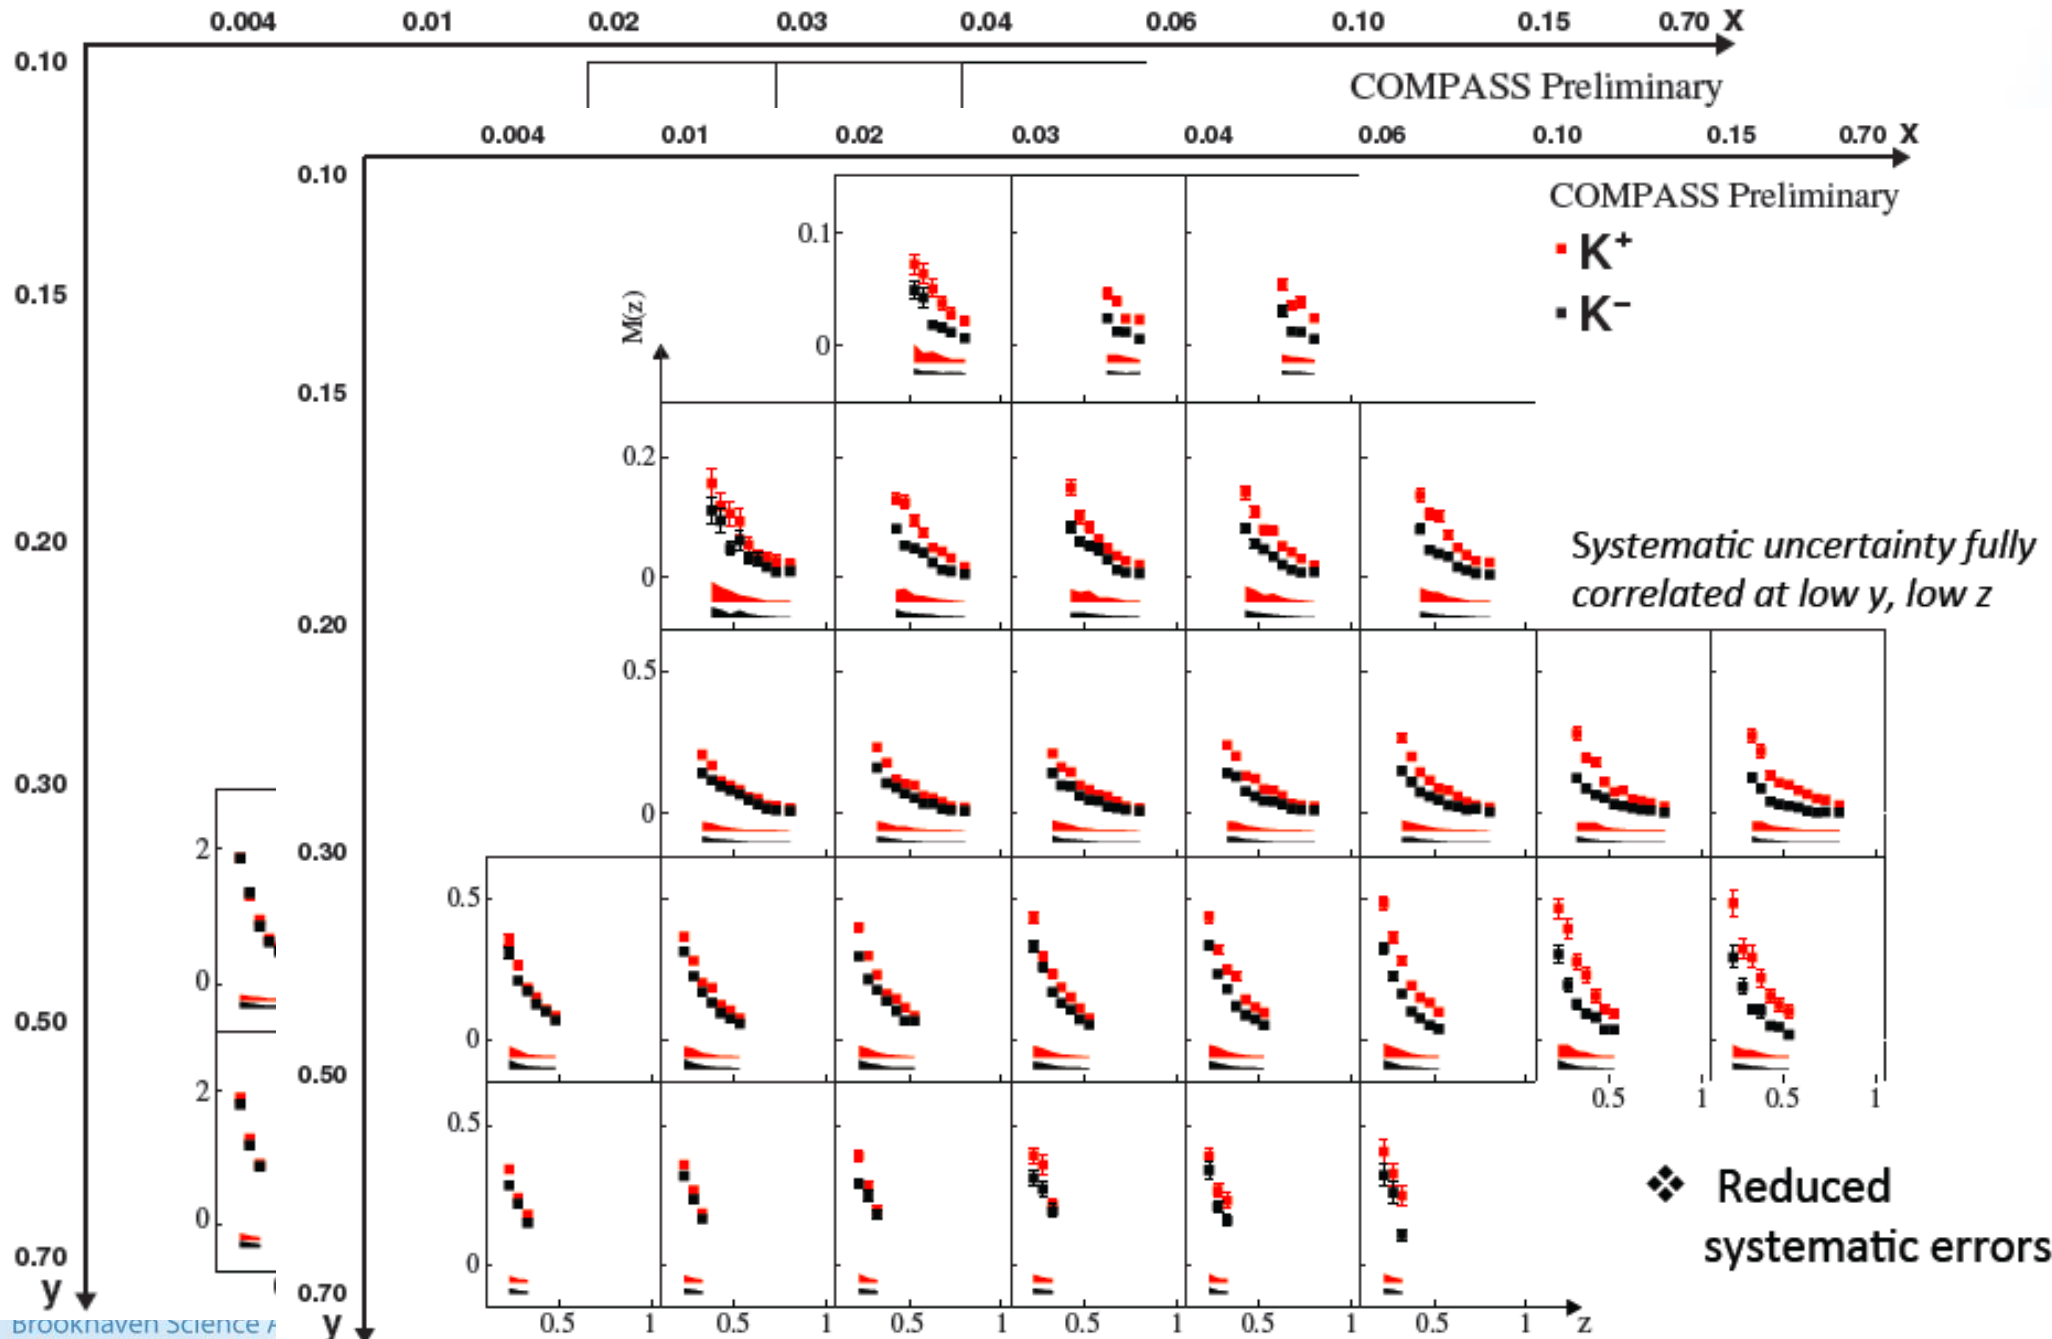 0.004 0.01 0.02 0.03 0.04 0.06 0.10 0.15 0.70 x
0.10
COMPASS Preliminary
0.004 0.01 0.02 0.03 0.04 0.06 0.10 0.15 0.70 x
0.10
COMPASS Preliminary
0.1
K+
0.15
M(z)
K−
0
0.15
0.2
0.20
Systematic uncertainty fully
0
correlated at low y, low z
0.20
0.5
0.30
0
2
0.30
0.5
2
0
0.50
0
0.50
2
0.5 1 0.5 1
0.5
Reduced
0
systematic errors
0.70
0
0.70
y
0.5 1 0.5 1 0.5 1 0.5 1 0.5 1 0.5 1 z
Brookhaven Science
y